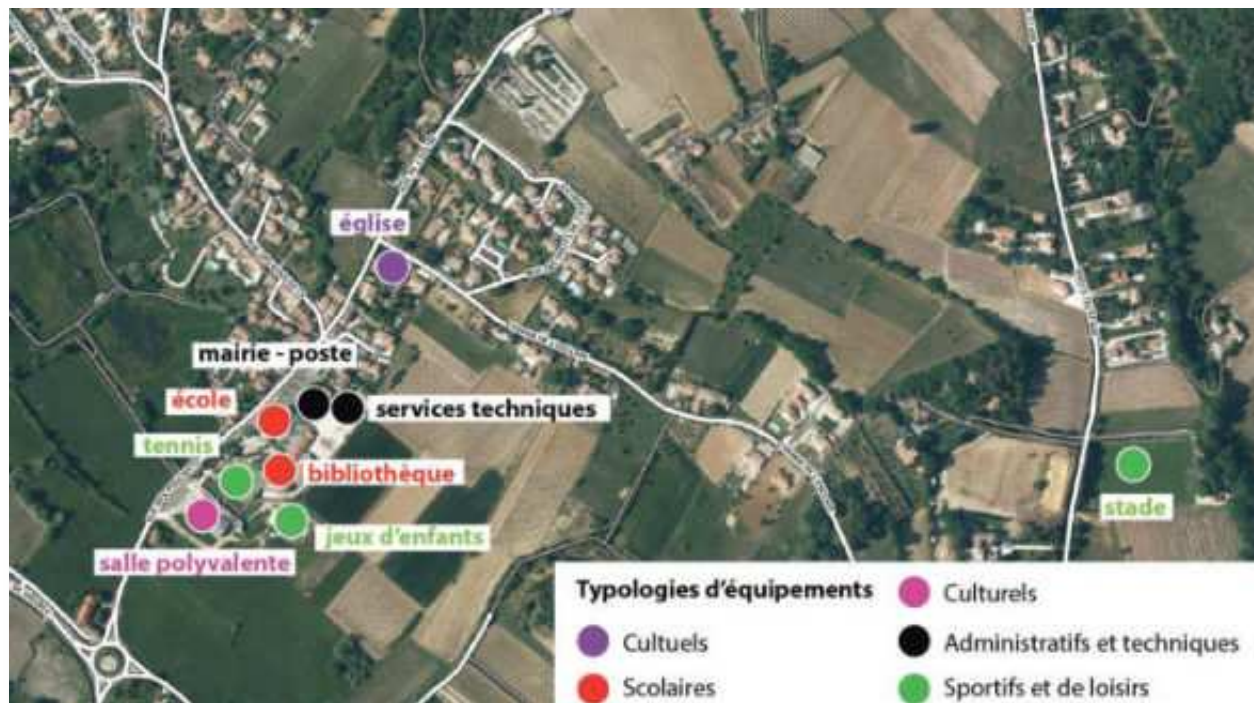 église
mairie - poste
école
services techniques
tennis
bibliothèque
stade
jeux d'enfants
salle polyvalente
Typologies d'équipements
Cultuels
Scolaires
Culturels
Administratifs et techniques
Sportifs et de loisirs